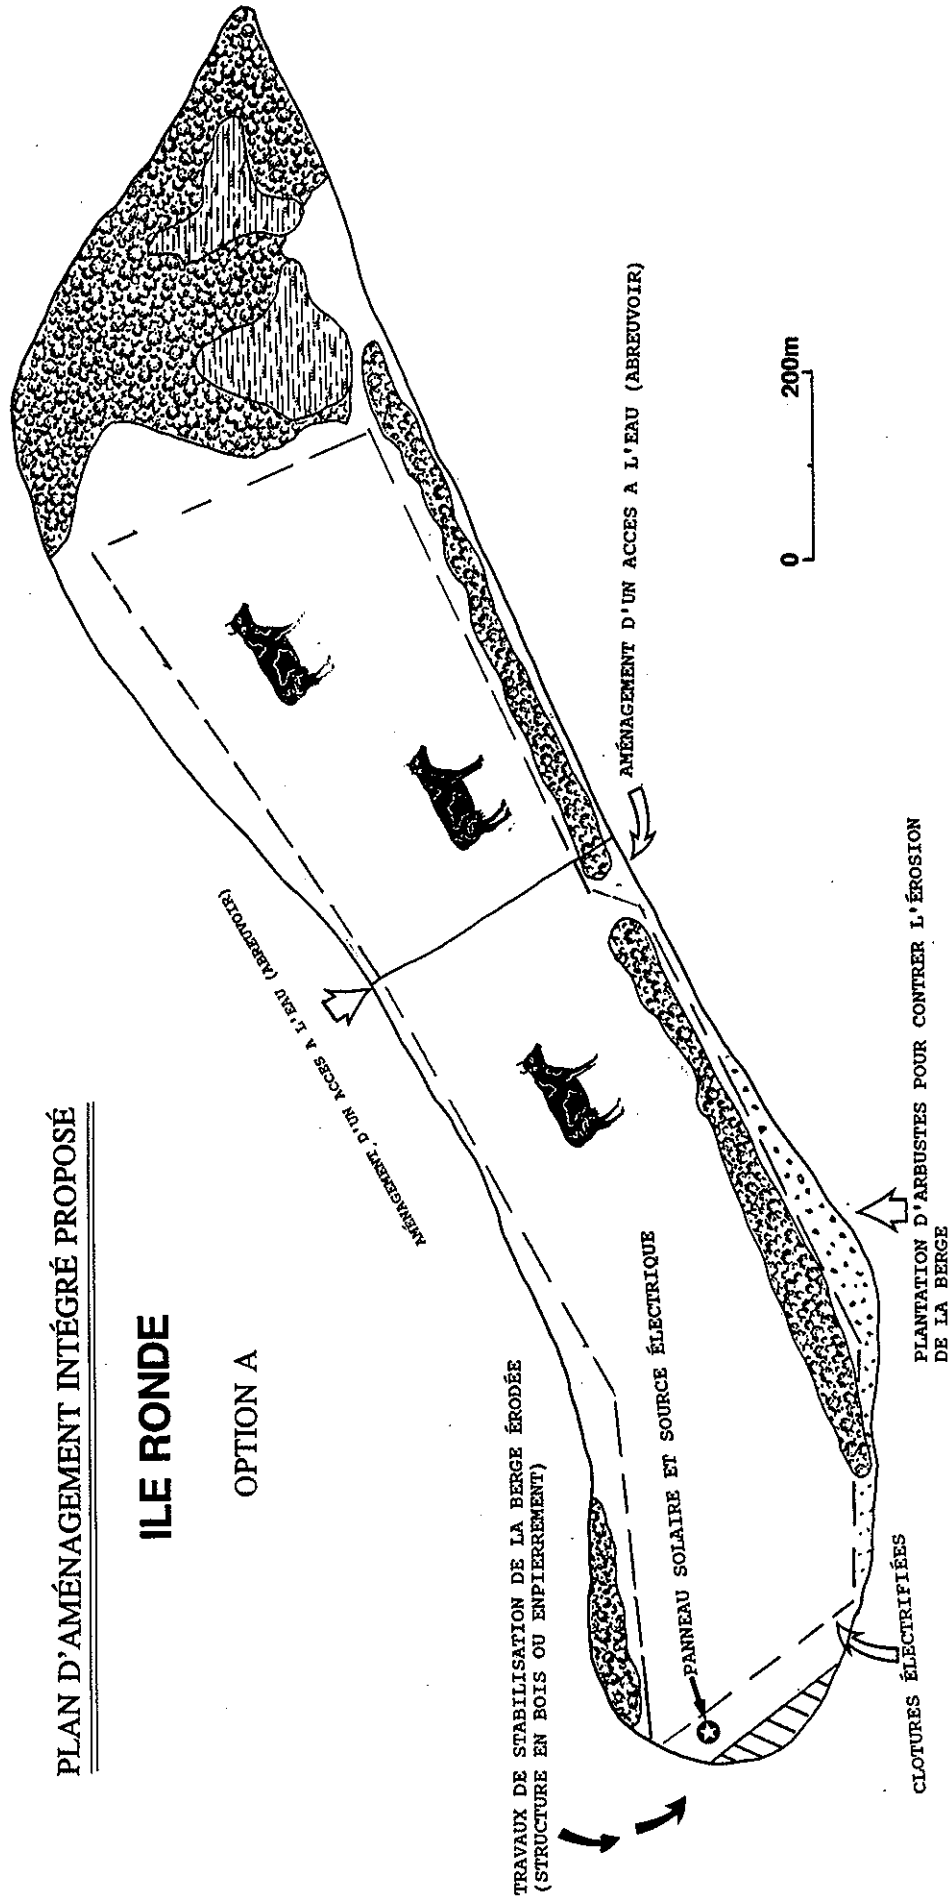 PLAN D'AMÉNAGEMENT INTÉGRÉ PROPOSÉ
ILE RONDE
OPTION A
AMÉNAGEMENT D'UN ACCES A L'EAU (ABREUVOIR)
TRAVAUX DE STABILISATION DE LA BERGE ÉRODÉE
(STRUCTURE EN BOIS OU ENPIERREMENT)
PANNEAU SOLAIRE ET SOURCE ÉLECTRIQUE
AMÉNAGEMENT D'UN ACCES A L'EAU (ABREUVOIR)
0 200m
CLOTURES ÉLECTRIFIÉES
PLANTATION D'ARBUSTES POUR CONTRER L'ÉROSION
DE LA BERGE